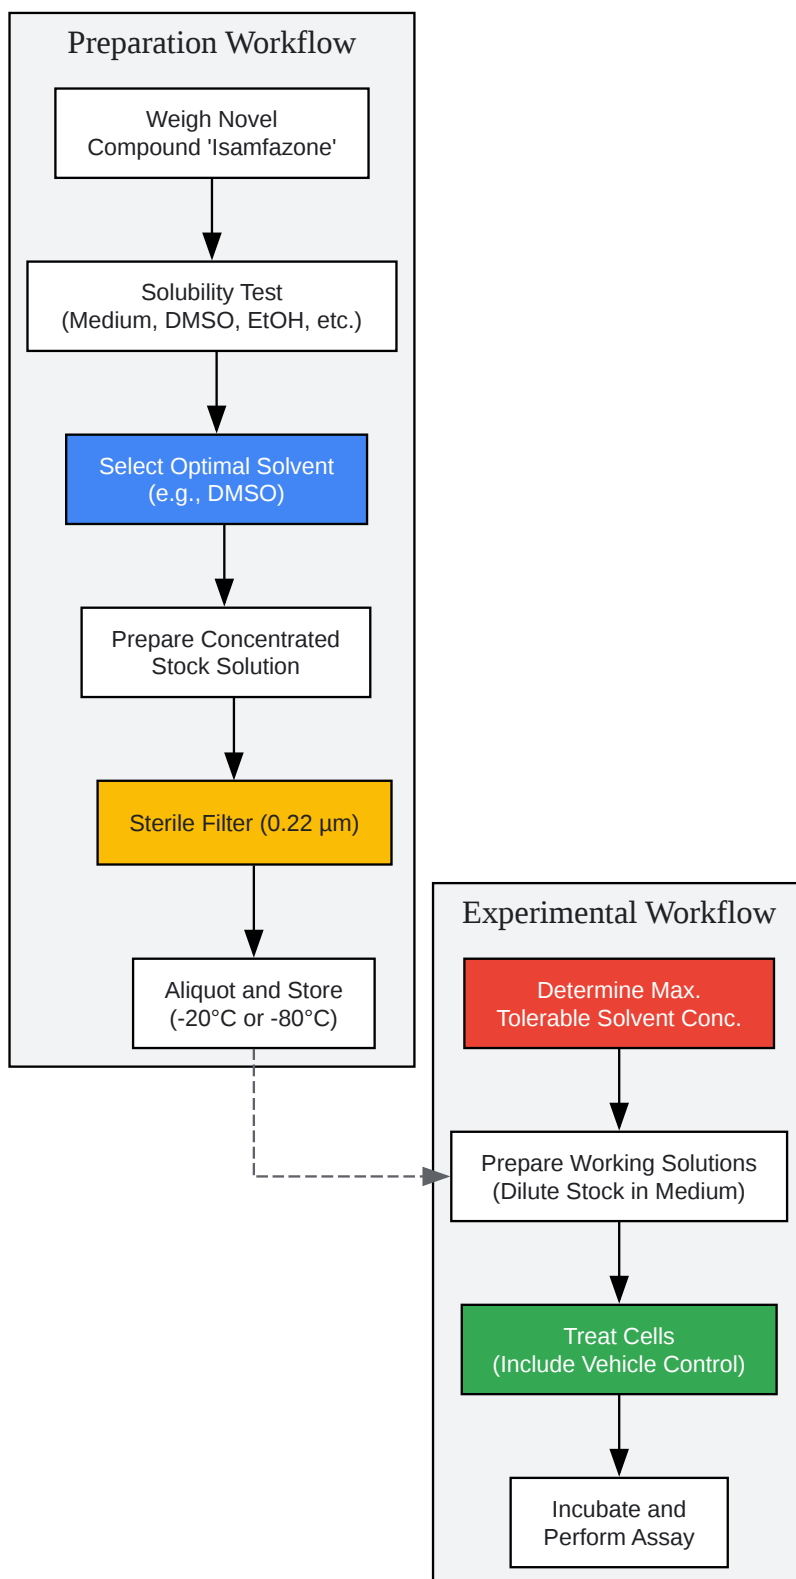 Preparation Workflow
Weigh Novel
Compound 'Isamfazone'
Solubility Test
(Medium, DMSO, EtOH, etc.)
Select Optimal Solvent
(e.g., DMSO)
Prepare Concentrated
Stock Solution
Sterile Filter (0.22 µm)
Aliquot and Store
(-20°C or -80°C)
Experimental Workflow
Determine Max.
Tolerable Solvent Conc.
Prepare Working Solutions
(Dilute Stock in Medium)
Treat Cells
(Include Vehicle Control)
Incubate and
Perform Assay